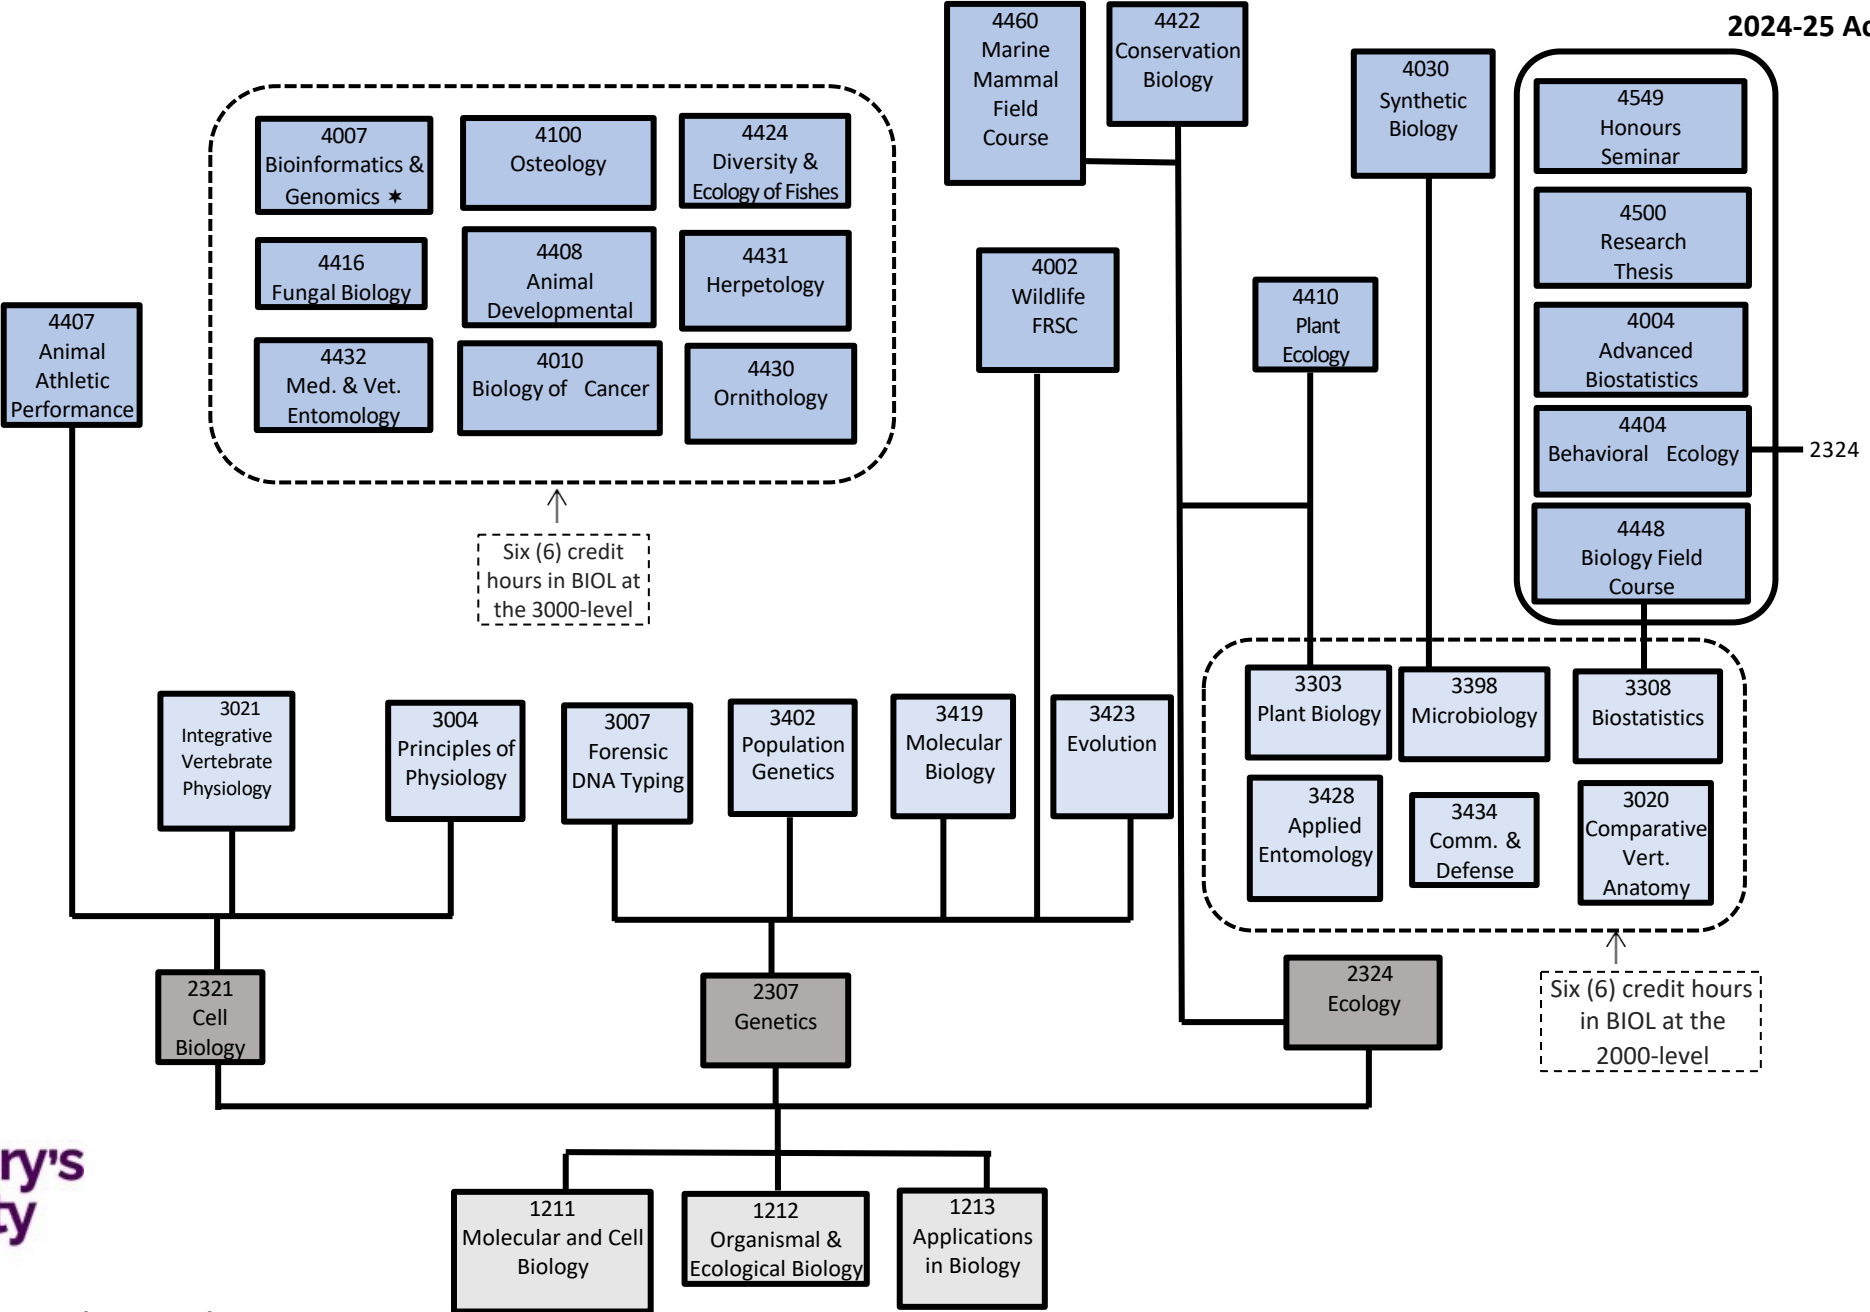 2024-25 Ac
4460
Marine
Mammal
Field
Course
4422
Conservation
Biology
4030
Synthetic
Biology
4549
Honours
Seminar
4500
Research
Thesis
4004
Advanced
Biostatistics
4404
Behavioral Ecology
2324
4448
Biology Field
Course
4007
Bioinformatics &
Genomics ★
4100
Osteology
4424
Diversity &
Ecology of Fishes
4416
Fungal Biology
4408
Animal
Developmental
4431
Herpetology
4432
Med. & Vet.
Entomology
4010
Biology of Cancer
4430
Ornithology
4407
Animal
Athletic
Performance
4002
Wildlife
FRSC
4410
Plant
Ecology
Six (6) credit
hours in BIOL at
the 3000-level
3021
Integrative
Vertebrate
Physiology
3004
Principles of
Physiology
3007
Forensic
DNA Typing
3402
Population
Genetics
3419
Molecular
Biology
3423
Evolution
3303
Plant Biology
3398
Microbiology
3308
Biostatistics
3428
Applied
Entomology
3434
Comm. &
Defense
3020
Comparative
Vert.
Anatomy
2321
Cell
Biology
2307
Genetics
2324
Ecology
Six (6) credit hours
in BIOL at the
2000-level
ry's
ty
1211
Molecular and Cell
Biology
1212
Organismal &
Ecological Biology
1213
Applications
in Biology